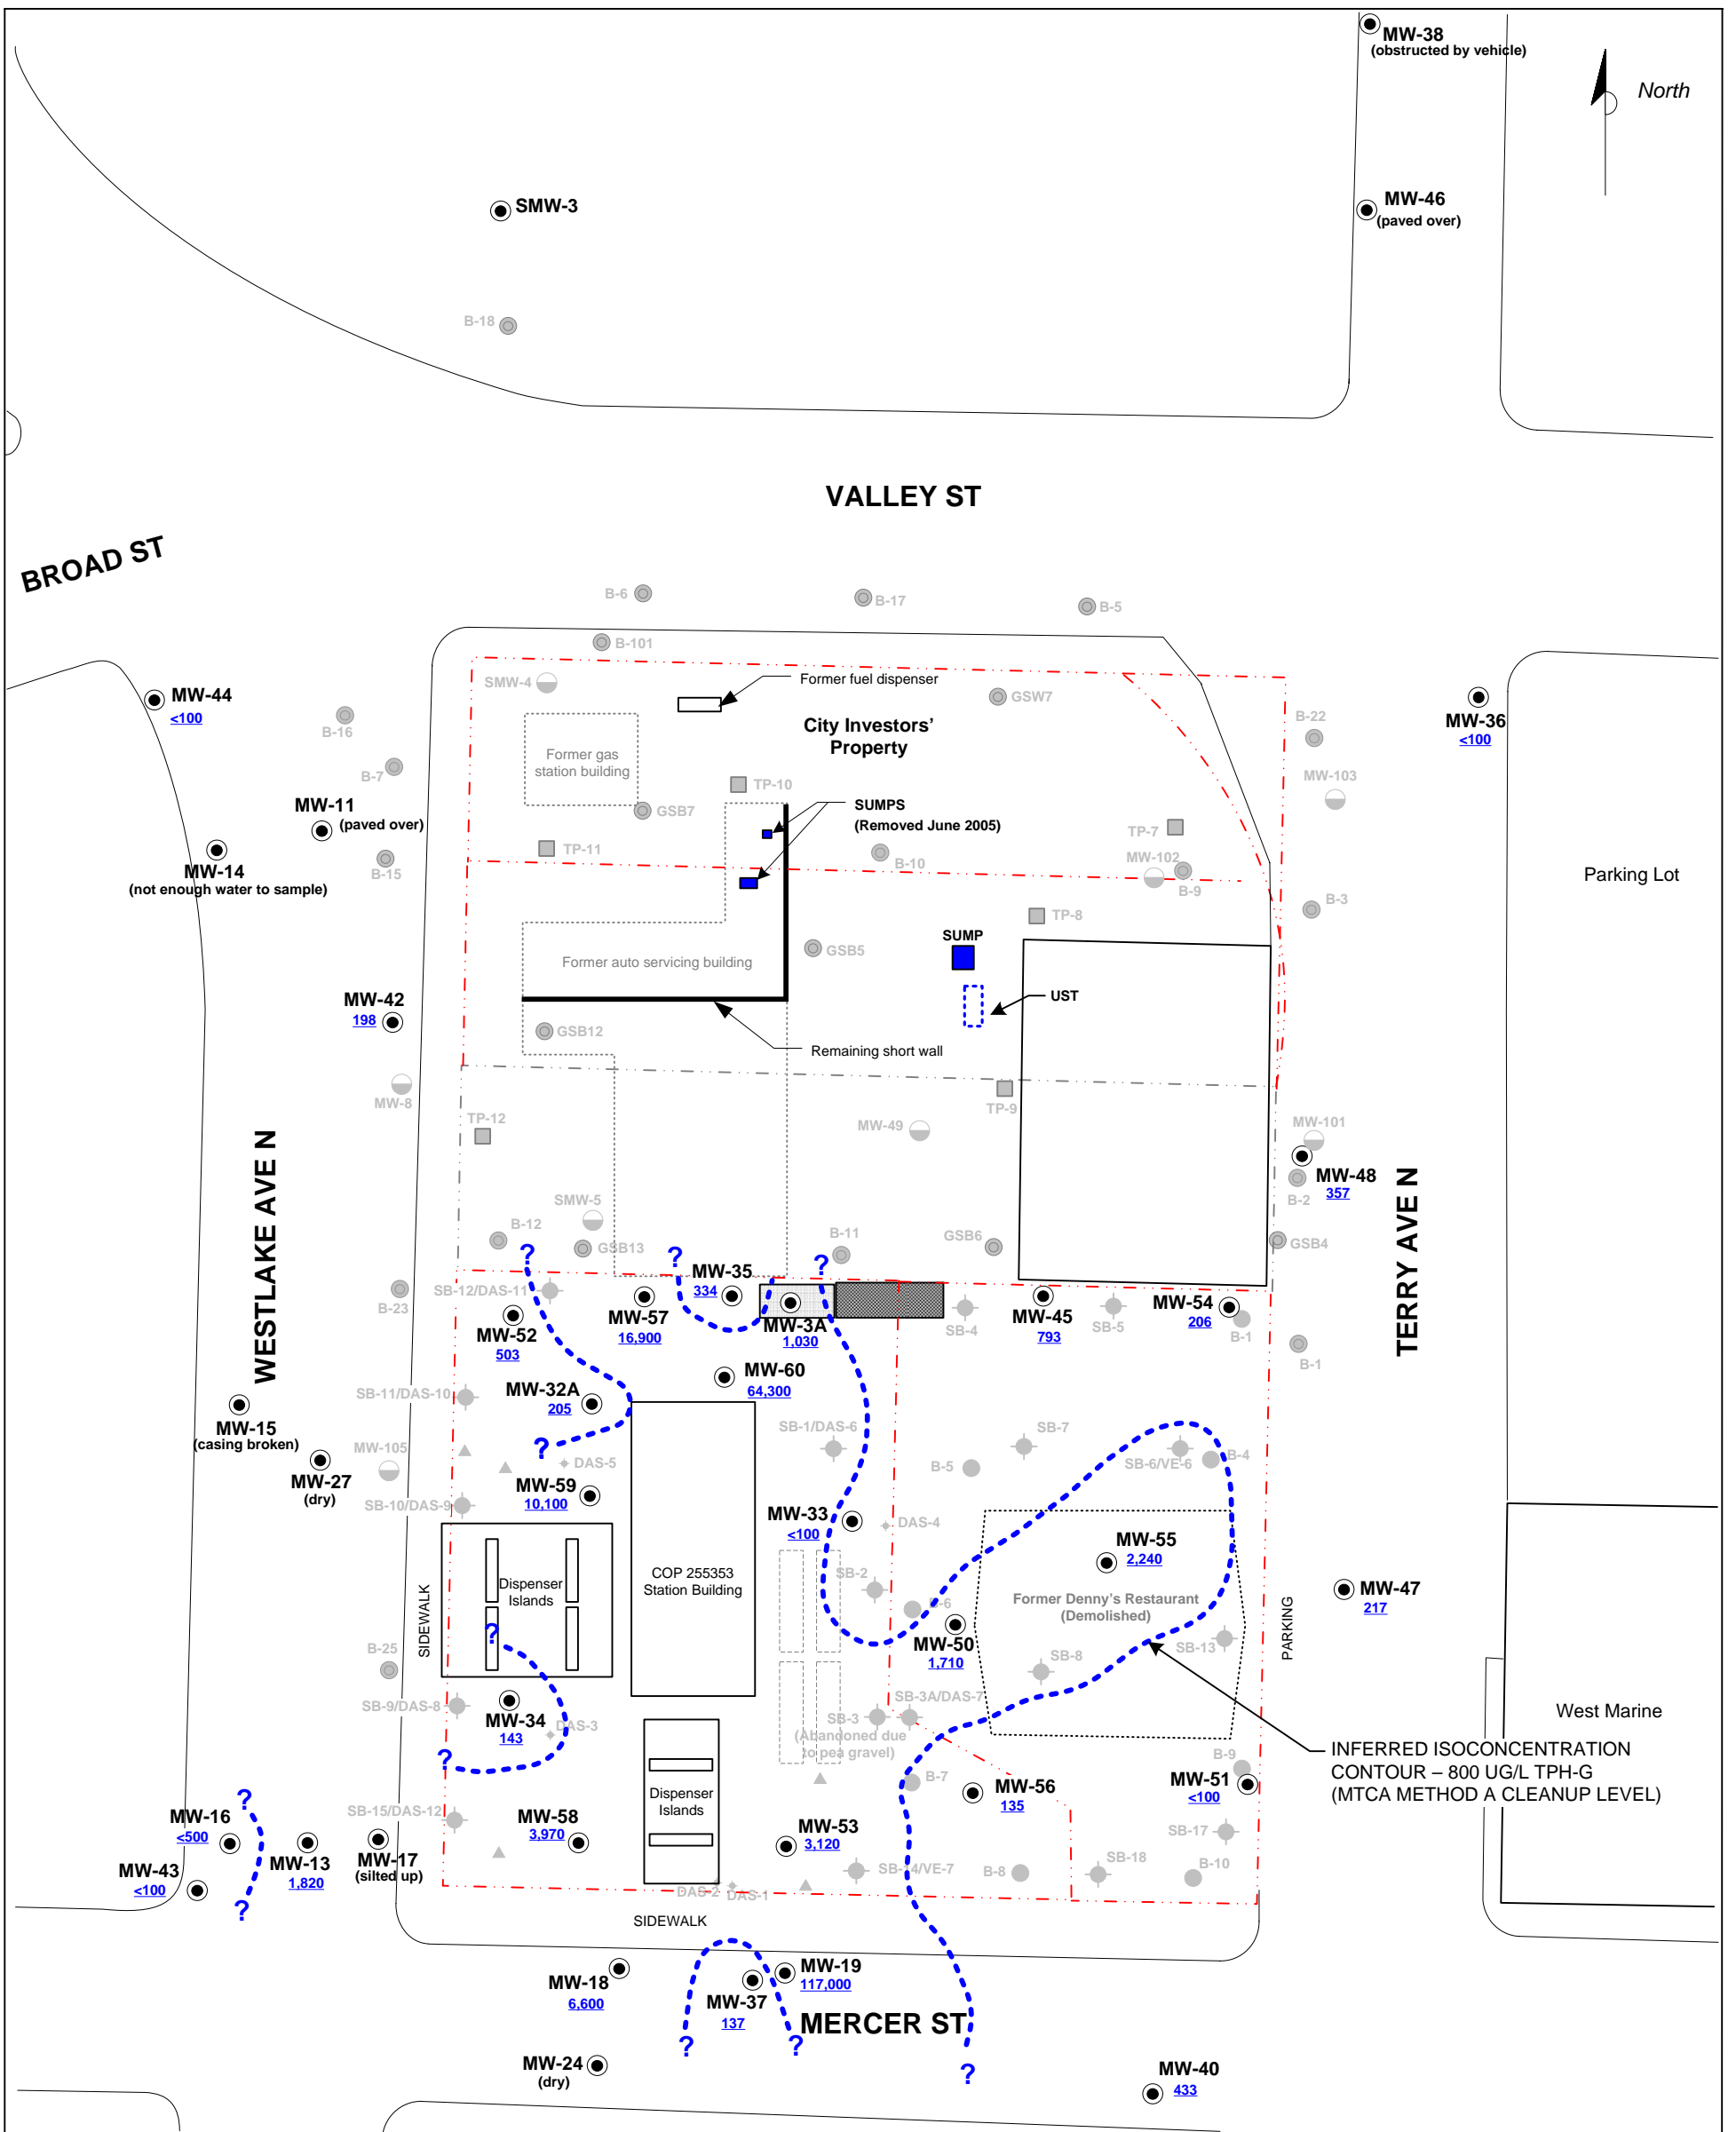 MW-38
(obstructed by vehicle)
North
SMW-3
MW-46
(paved over)
B-18
VALLEY ST
BROAD ST
B-6
B-17
B-5
B-101
SMW-4
Former fuel dispenser
GSW7
MW-44
<100
B-16
City Investors'
Property
B-22
MW-36
<100
Former gas
station building
B-7
TP-10
MW-103
MW-11
(paved over)
GSB7
SUMPS
(Removed June 2005)
TP-7
MW-14
(not enough water to sample)
B-15
TP-11
B-10
MW-102
B-9
Parking Lot
B-3
TP-8
SUMP
GSB5
Former auto servicing building
MW-42
198
UST
GSB12
Remaining short wall
MW-8
TP-9
TP-12
MW-49
MW-101
MW-48
357
B-2
WESTLAKE AVE N
TERRY AVE N
SMW-5
B-12
GSB13
B-11
GSB6
GSB4
?
?
?
SB-12/DAS-11
B-23
MW-35
334
MW-57
16,900
MW-3A
1,030
SB-4
MW-45
793
SB-5
MW-54
206
B-1
B-1
MW-52
503
MW-60
64,300
SB-11/DAS-10
MW-32A
205
MW-15
(casing broken)
?
SB-1/DAS-6
SB-7
B-5
SB-6/VE-6
B-4
MW-105
MW-27
(dry)
DAS-5
MW-59
10,100
SB-10/DAS-9
MW-33
<100
DAS-4
MW-55
2,240
COP 255353
Station Building
Dispenser
Islands
SIDEWALK
SB-2
B-6
Former Denny's Restaurant
(Demolished)
MW-47
217
PARKING
?
MW-50
1,710
SB-13
B-25
SB-8
SB-9/DAS-8
MW-34
143
DAS-3
SB-3A/DAS-7
SB-3
(Abandoned due
to pea gravel)
West Marine
?
INFERRED ISOCONCENTRATION
CONTOUR – 800 UG/L TPH-G
(MTCA METHOD A CLEANUP LEVEL)
B-9
MW-51
<100
B-7
MW-56
135
?
MW-16
<500
SB-15/DAS-12
Dispenser
Islands
MW-58
3,970
MW-53
3,120
SB-17
MW-13
1,820
MW-17
(silted up)
MW-43
<100
?
SB-14/VE-7
B-8
SB-18
B-10
DAS-2
DAS-1
SIDEWALK
MW-18
6,600
MW-19
117,000
MW-37
137
MERCER ST
?
?
?
MW-24
(dry)
MW-40
433